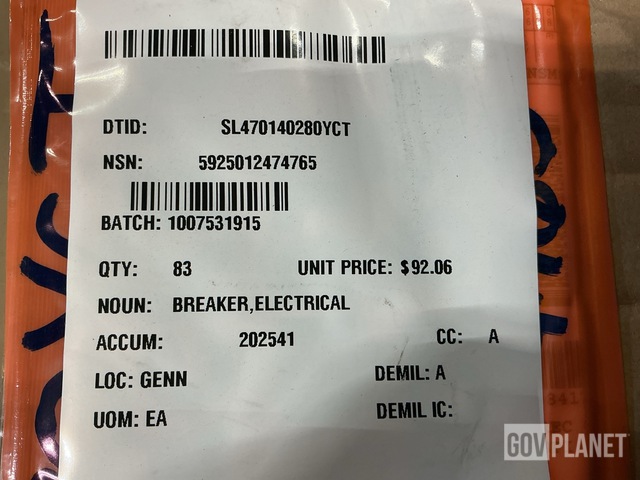 DTID: SL470140280YCT
NSN: 5925012474765
BATCH: 1007531915
QTY: 83 UNIT PRICE: $92.06
NOUN: BREAKER,ELECTRICAL
ACCUM: 202541 CC: A
LOC: GENN DEMIL: A
UOM: EA DEMIL IC:
GOVPLANET